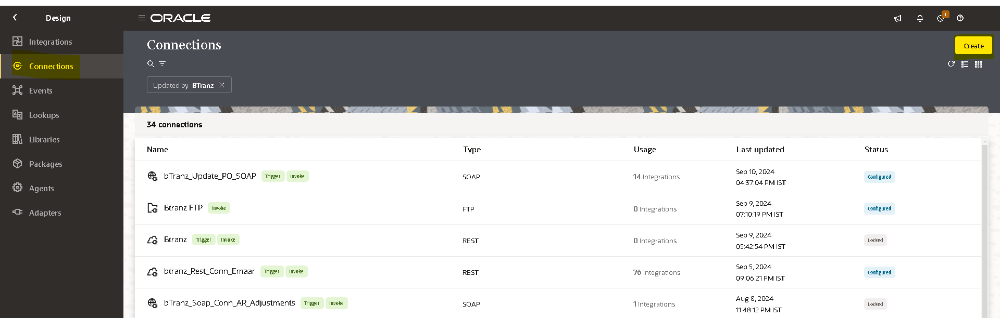 Design
Integrations
Connections
Events
Lookups
Libraries
Packages
Agents
Adapters
ORACLE
1
Connections
Create
Updated by BTranz
34 connections
Name Type Usage Last updated Status
bTranz_Update_PO_SOAP Trigger Invoke SOAP 14 Integrations Sep 10, 2024 04:37:04 PM IST Configured
Btranz FTP Invoke FTP 0 Integrations Sep 9, 2024 07:10:19 PM IST Configured
Btranz Trigger Invoke REST 0 Integrations Sep 9, 2024 05:42:54 PM IST Locked
btranz_Rest_Conn_Emaar Trigger Invoke REST 76 Integrations Sep 5, 2024 09:06:21 PM IST Configured
bTranz_Soap_Conn_AR_Adjustments Trigger Invoke SOAP 1 Integrations Aug 8, 2024 11:48:12 PM IST Locked